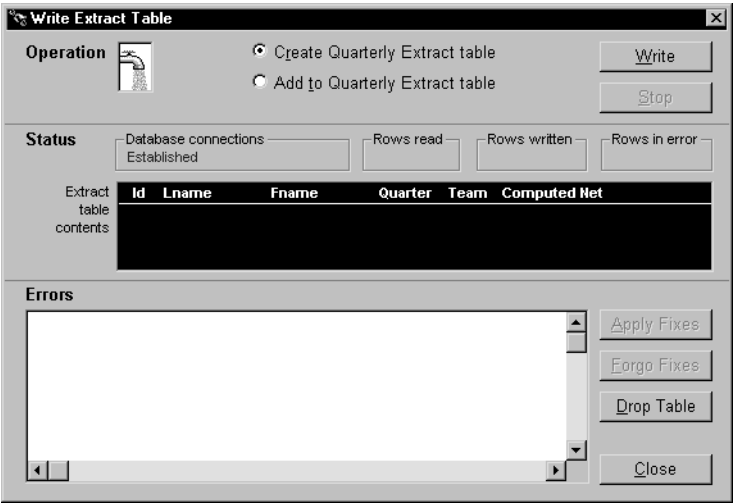 Write Extract Table
Operation
Create Quarterly Extract table
Add to Quarterly Extract table
Write
Stop
Status
Database connections
Established
Rows read
Rows written
Rows in error
Extract
table
contents
Id Lname Fname Quarter Team Computed Net
Errors
Apply Fixes
Forgo Fixes
Drop Table
Close